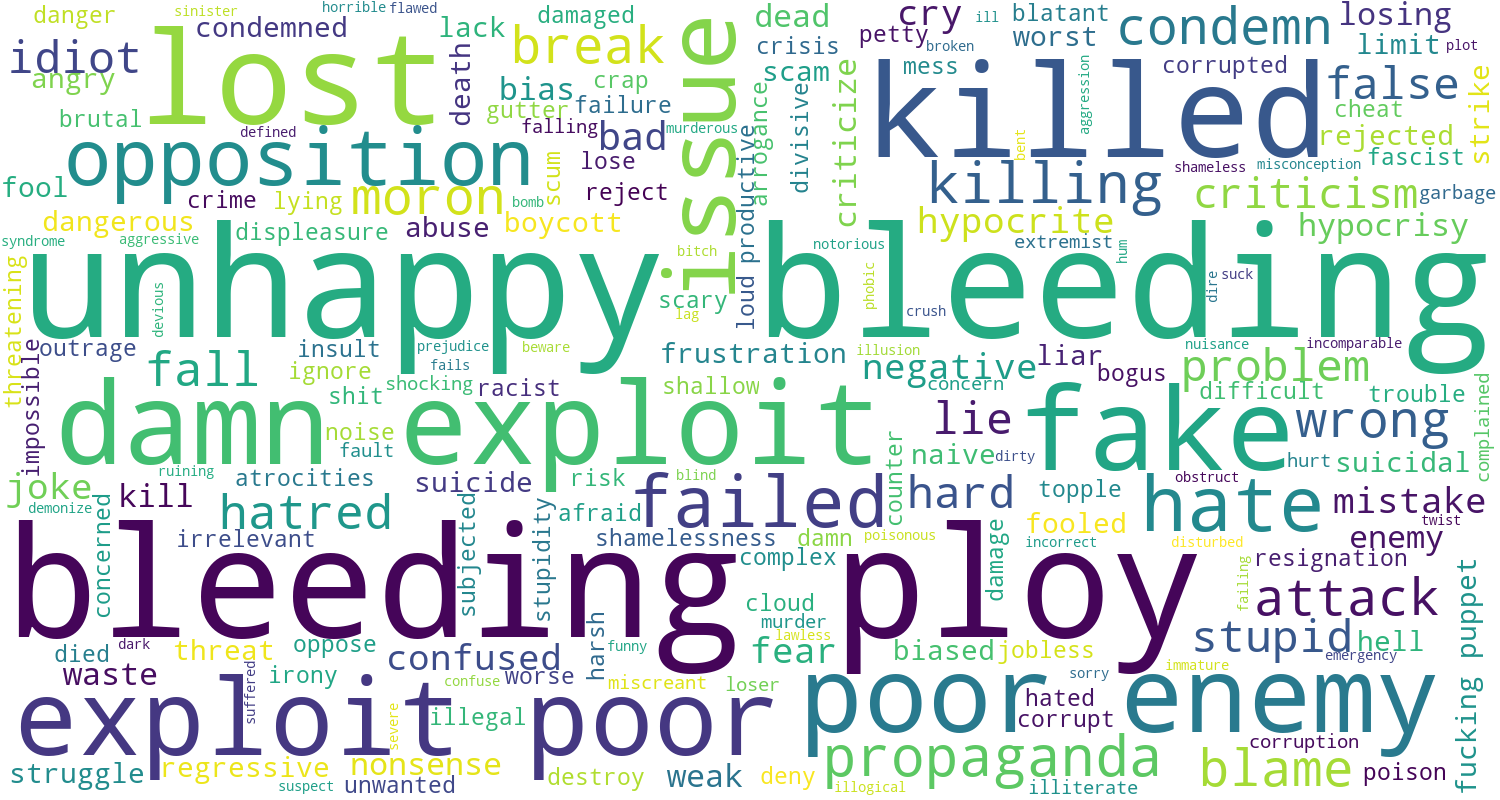 danger
sinister
horrible
flawed
condemned
lack
damaged
dead
cry
ill
blatant
condemn
losing
idiot
lost
break
issue
crisis
petty
broken
worst
limit
plot
angry
death
bias
crap
scam
mess
corrupted
false
strike
brutal
gutter
failure
arrogance
divisive
criticize
killed
aggression
cheat
defined
falling
bad
murderous
rejected
opposition
scum
lose
productive
bent
shameless
misconception
fascist
fool
crime
lying
moron
bomb
reject
killing
criticism
garbage
dangerous
displeasure
abuse
boycott
hypocrite
hypocrisy
syndrome
aggressive
bitch
loud
notorious
extremist
hum
threatening
unhappy
bleeding
devious
scary
lag
phobic
crush
dire
suck
outrage
insult
prejudice
beware
frustration
illusion
negative
liar
nuisance
incomparable
impossible
fall
ignore
fails
concern
bogus
problem
shit
shocking
racist
shallow
difficult
trouble
complained
damn exploit
lie
fake
wrong
noise
fault
counter
naive
dirty
hurt
suicidal
joke
ruining
atrocities
suicide
risk
blind
obstruct
demonize
kill
hatred
afraid
failed
hard
topple
hate
mistake
concerned
irrelevant
subjected
stupidity
shamelessness
damn
poisonous
damage
fooled
incorrect
disturbed
twist
enemy
bleeding ploy
complex
resignation
cloud
murder
failing
attack
fucking puppet
died
dark
threat
oppose
harsh
funny
lawless
fear
biased
jobless
stupid
hell
emergency
waste
suffered
irony
confused
confuse
worse
miscreant
loser
sorry
immature
exploit
severe
illegal
poor
poor
hated
corrupt
enemy
corruption
struggle
regressive
nonsense
propaganda
blame
poison
suspect
unwanted
destroy
weak
deny
illogical
illiterate